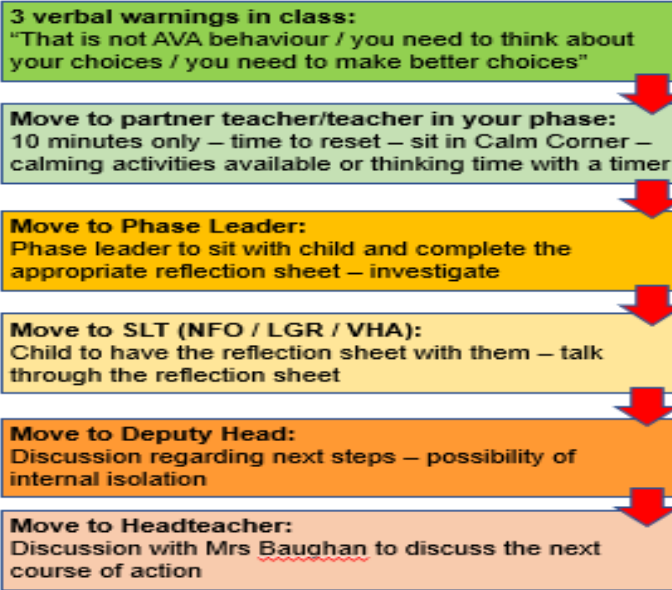 3 verbal warnings in class:
“That is not AVA behaviour / you need to think about
your choices / you need to make better choices”
Move to partner teacher/teacher in your phase:
10 minutes only – time to reset – sit in Calm Corner –
calming activities available or thinking time with a timer
Move to Phase Leader:
Phase leader to sit with child and complete the
appropriate reflection sheet – investigate
Move to SLT (NFO / LGR / VHA):
Child to have the reflection sheet with them – talk
through the reflection sheet
Move to Deputy Head:
Discussion regarding next steps – possibility of
internal isolation
Move to Headteacher:
Discussion with Mrs Baughan to discuss the next
course of action